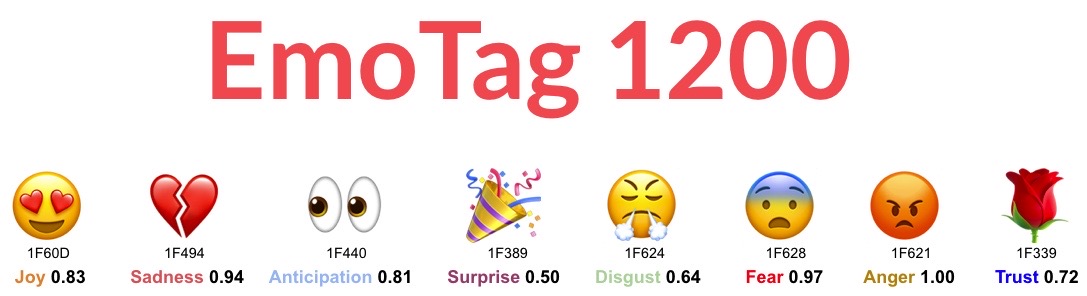 EmoTag 1200
1F60D 1F494 1F440 1F389 1F624 1F628 1F621 1F339
Joy 0.83 Sadness 0.94 Anticipation 0.81 Surprise 0.50 Disgust 0.64 Fear 0.97 Anger 1.00 Trust 0.72